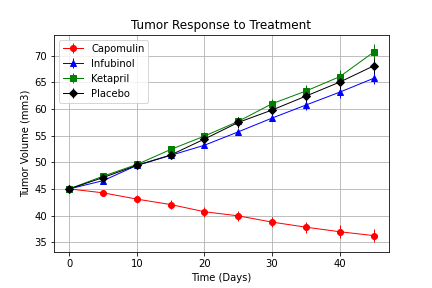 Tumor Response to Treatment
Capomulin
Infubinol
Ketapril
Placebo
70
65
60
55
50
45
40
35
Tumor Volume (mm3)
0 10 20 30 40
Time (Days)